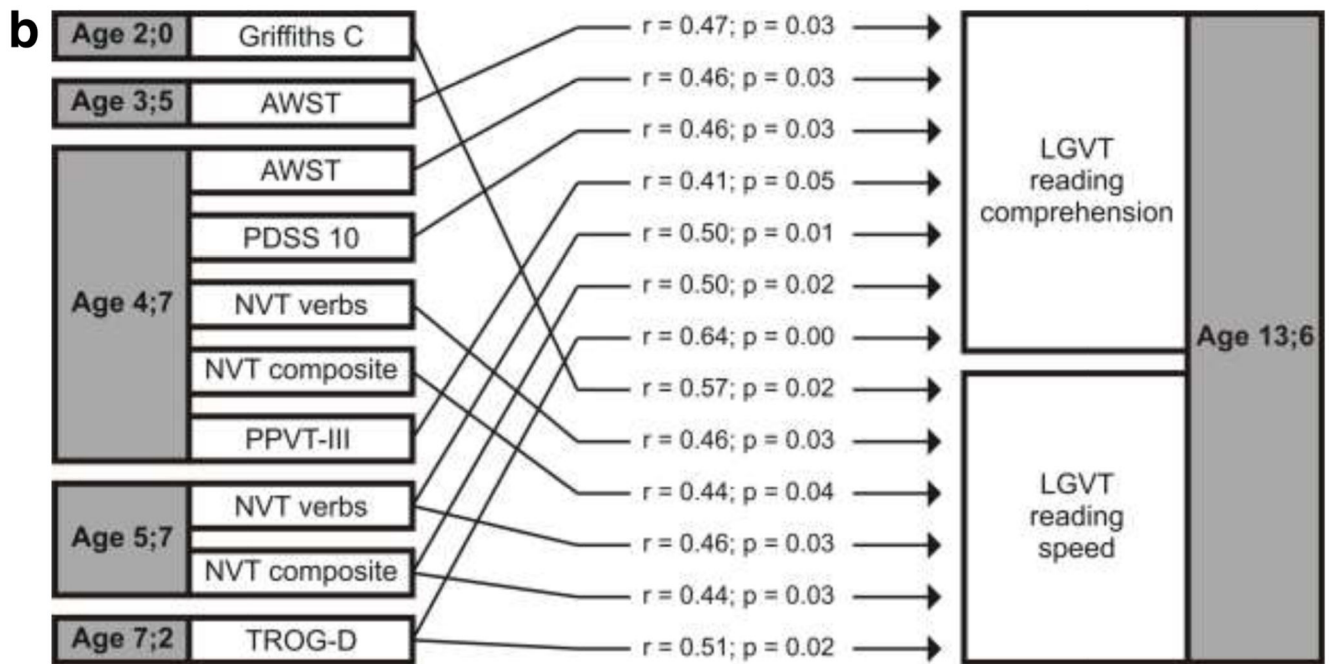 b
Age 2;0
Griffiths C
Age 3;5
AWST
Age 4;7
AWST
PDSS 10
NVT verbs
NVT composite
PPVT-III
Age 5;7
NVT verbs
NVT composite
Age 7;2
TROG-D
r = 0.47; p = 0.03
r = 0.46; p = 0.03
r = 0.46; p = 0.03
r = 0.41; p = 0.05
r = 0.50; p = 0.01
r = 0.50; p = 0.02
r = 0.64; p = 0.00
r = 0.57; p = 0.02
r = 0.46; p = 0.03
r = 0.44; p = 0.04
r = 0.46; p = 0.03
r = 0.44; p = 0.03
r = 0.51; p = 0.02
LGVT
reading
comprehension
LGVT
reading
speed
Age 13;6